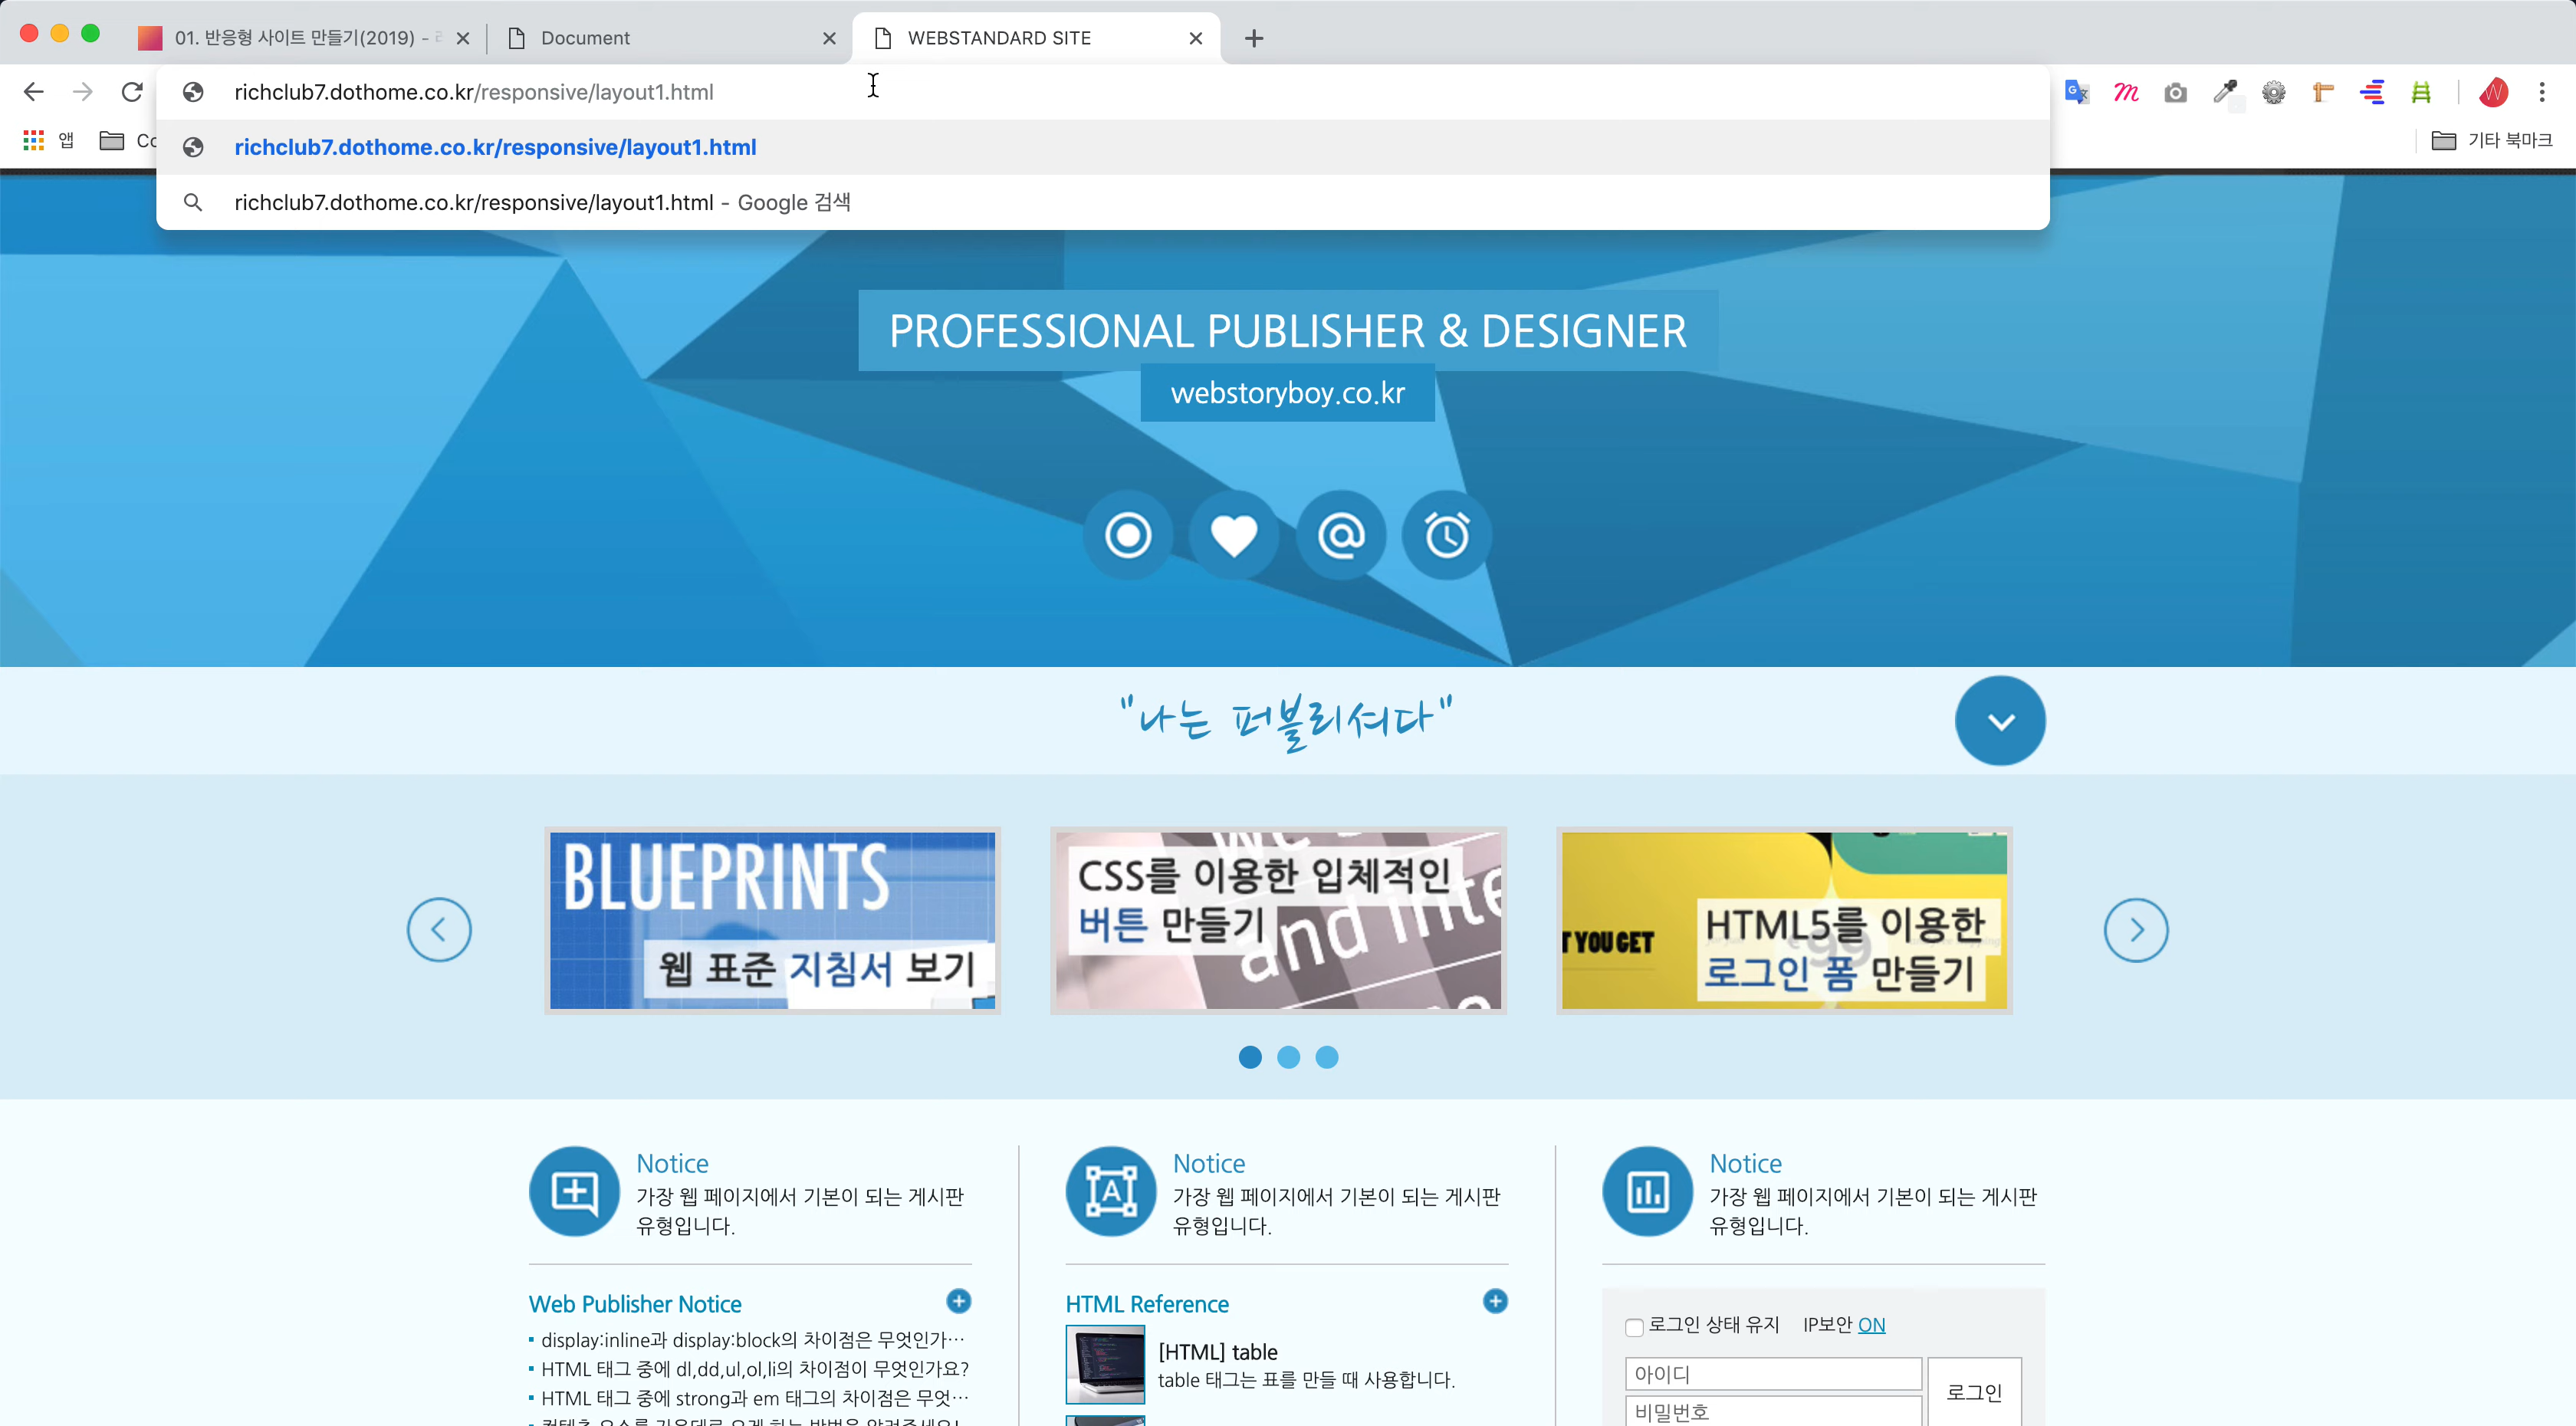 01. 반응형 사이트 만들기(2019) -
Document
WEBSTANDARD SITE
richclub7.dothome.co.kr/responsive/layout1.html
앱
Co
richclub7.dothome.co.kr/responsive/layout1.html
기타 북마크
richclub7.dothome.co.kr/responsive/layout1.html - Google 검색
PROFESSIONAL PUBLISHER & DESIGNER
webstoryboy.co.kr
"나는 퍼블리셔다"
BLUEPRINTS
웹 표준 지침서 보기
CSS를 이용한 입체적인
버튼 만들기
and inte
T YOU GET
HTML5를 이용한
로그인 폼 만들기
Notice
가장 웹 페이지에서 기본이 되는 게시판
유형입니다.
Notice
가장 웹 페이지에서 기본이 되는 게시판
유형입니다.
Notice
가장 웹 페이지에서 기본이 되는 게시판
유형입니다.
Web Publisher Notice
display:inline과 display:block의 차이점은 무엇인가…
HTML 태그 중에 dl,dd,ul,ol,li의 차이점이 무엇인가요?
HTML 태그 중에 strong과 em 태그의 차이점은 무엇…
HTML Reference
[HTML] table
table 태그는 표를 만들 때 사용합니다.
로그인 상태 유지 IP보안 ON
아이디
로그인
비밀번호